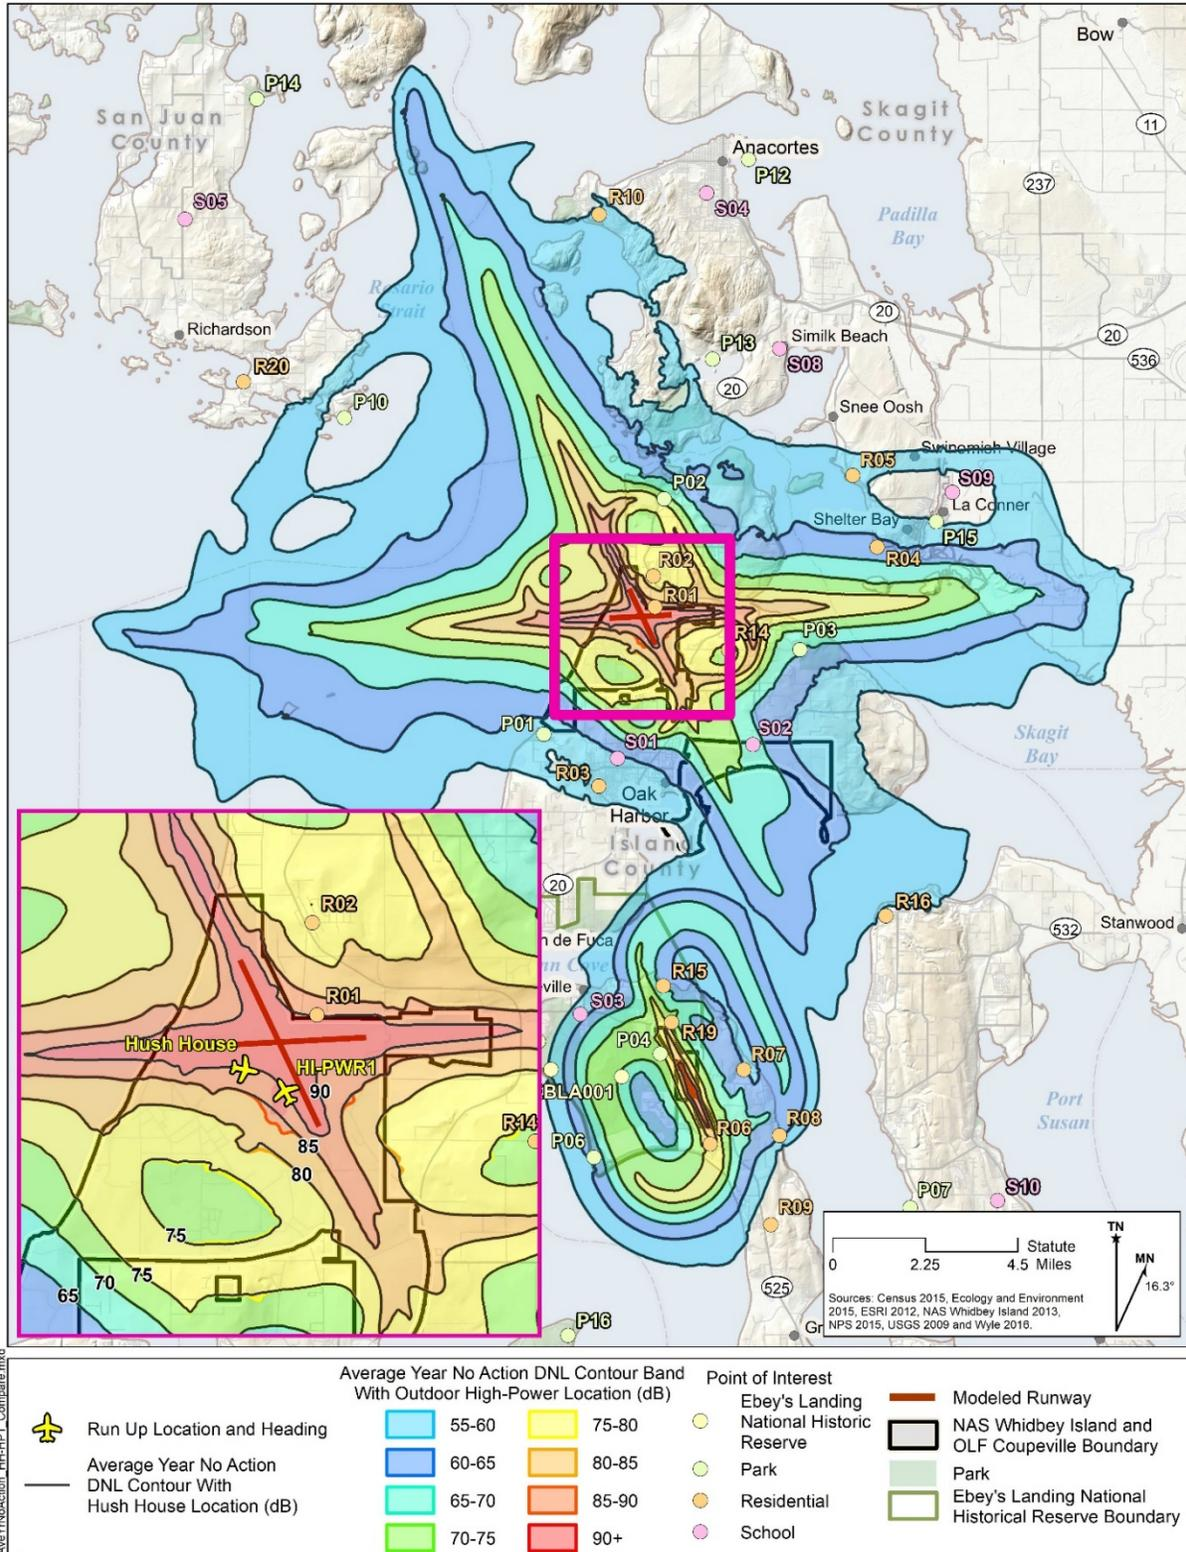 Bow
P14
San Juan
County
Skagit
County
11
Anacortes
P12
237
S05
R10
S04
Padilla
Bay
Rosario
Strait
20
Richardson
Similk Beach
20
P13
S08
536
R20
20
P10
Snee Oosh
Swinomish Village
R05
S09
P02
La Conner
Shelter Bay
P15
R04
R02
R01
R14
P03
P01
S02
S01
Skagit
Bay
R03
Oak
Harbor
Island
County
20
R16
532
Stanwood
n de Fuca
nn Cove
R15
eville
S03
R19
P04
R07
BLA001
Port
Susan
R06
R08
P06
P07
S10
R09
525
P16
Gr
R02
R01
Hush House
HI-PWR1
90
R14
85
80
75
75
70
65
0 2.25 4.5
Statute
Miles
TN
MN
16.3°
Sources: Census 2015, Ecology and Environment
2015, ESRI 2012, NAS Whidbey Island 2013,
NPS 2015, USGS 2009 and Wyle 2016.
Run Up Location and Heading
Average Year No Action
DNL Contour With
Hush House Location (dB)
Average Year No Action DNL Contour Band
With Outdoor High-Power Location (dB)
55-60
60-65
65-70
70-75
75-80
80-85
85-90
90+
Point of Interest
Ebey's Landing
National Historic
Reserve
Park
Residential
School
Modeled Runway
NAS Whidbey Island and
OLF Coupeville Boundary
Park
Ebey's Landing National
Historical Reserve Boundary